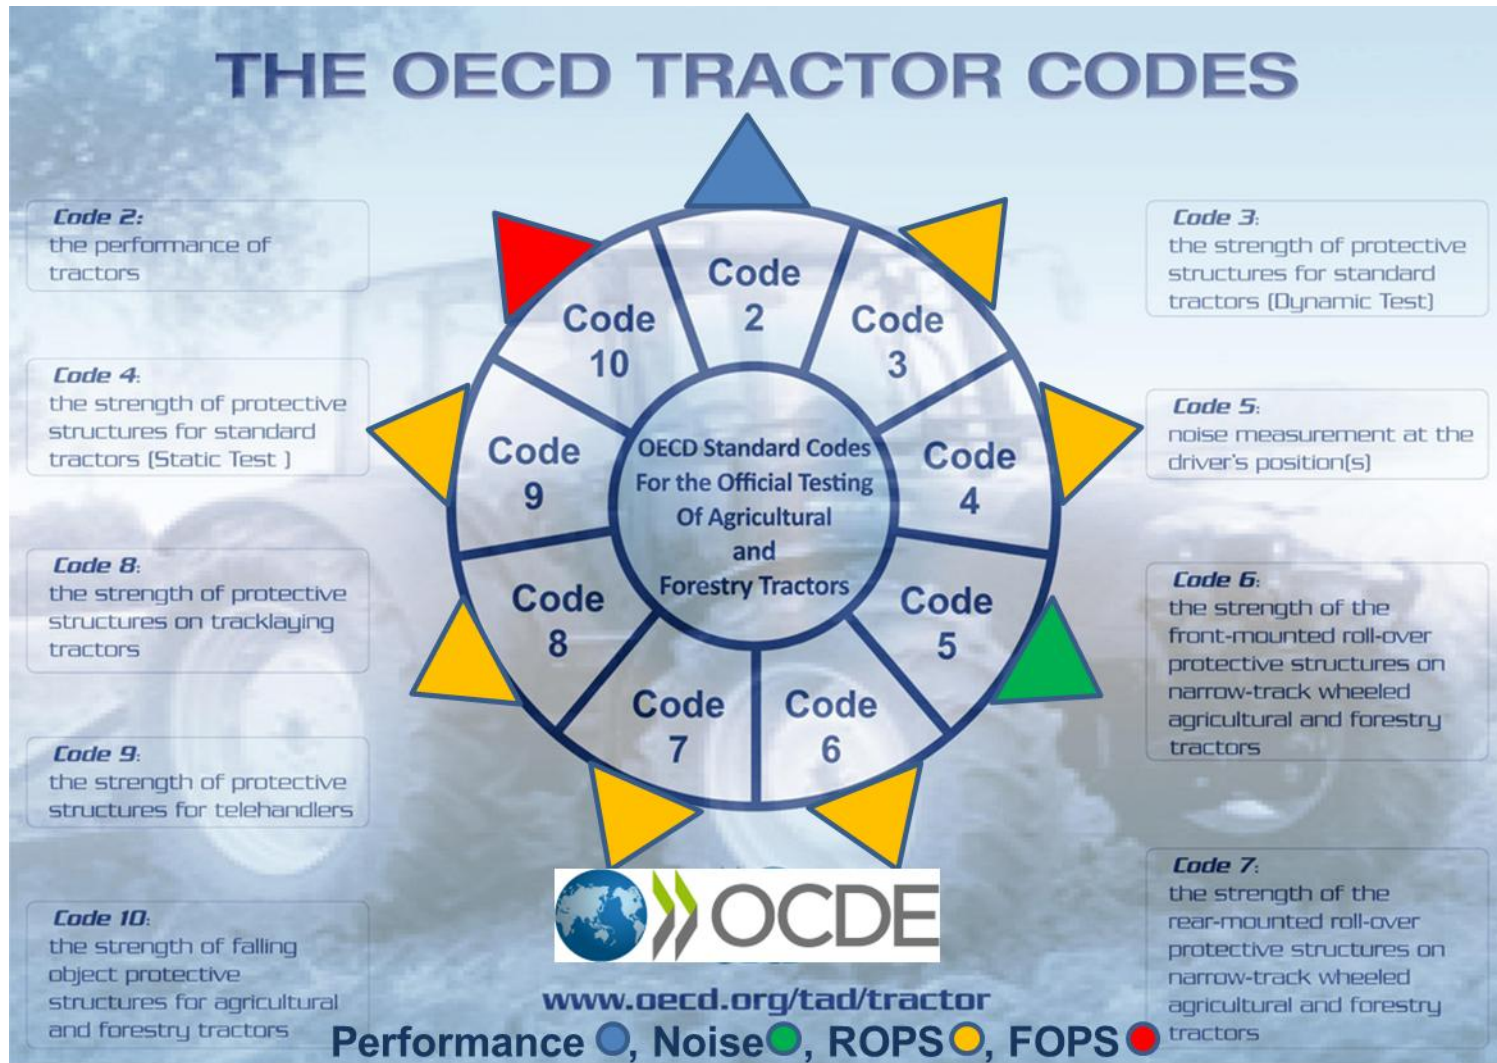 THE OECD TRACTOR CODES
Code 2:
the performance of
tractors
Code 4:
the strength of protective
structures for standard
tractors (Static Test )
Code 8:
the strength of protective
structures on tracklaying
tractors
Code 9:
the strength of protective
structures for telehandlers
Code 10:
the strength of falling
object protective
structures for agricultural
and forestry tractors
Code
2
Code
3
Code
4
Code
5
Code
6
Code
7
Code
8
Code
9
Code
10
OECD Standard Codes
For the Official Testing
Of Agricultural
and
Forestry Tractors
Code 3:
the strength of protective
structures for standard
tractors (Dynamic Test)
Code 5:
noise measurement at the
driver's position(s)
Code 6:
the strength of the
front-mounted roll-over
protective structures on
narrow-track wheeled
agricultural and forestry
tractors
Code 7:
the strength of the
rear-mounted roll-over
protective structures on
narrow-track wheeled
agricultural and forestry
tractors
OCDE
www.oecd.org/tad/tractor
Performance , Noise , ROPS , FOPS